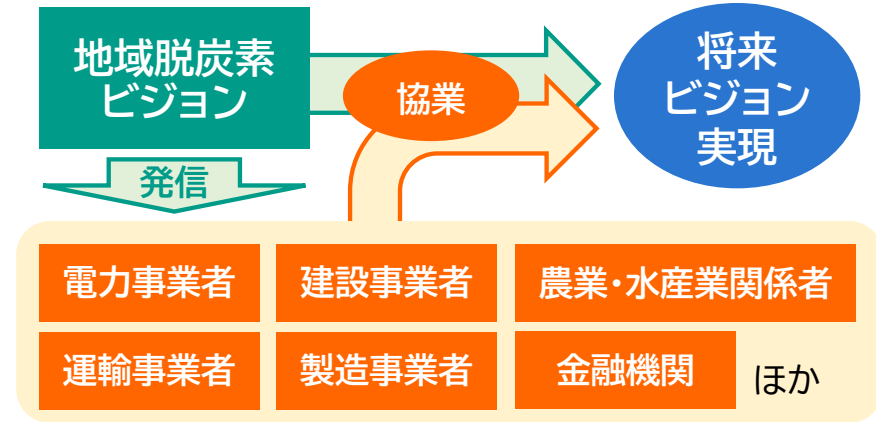 地域脱炭素
ビジョン
協業
将来
ビジョン
実現
発信
電力事業者
建設事業者
農業・水産業関係者
運輸事業者
製造事業者
金融機関
ほか